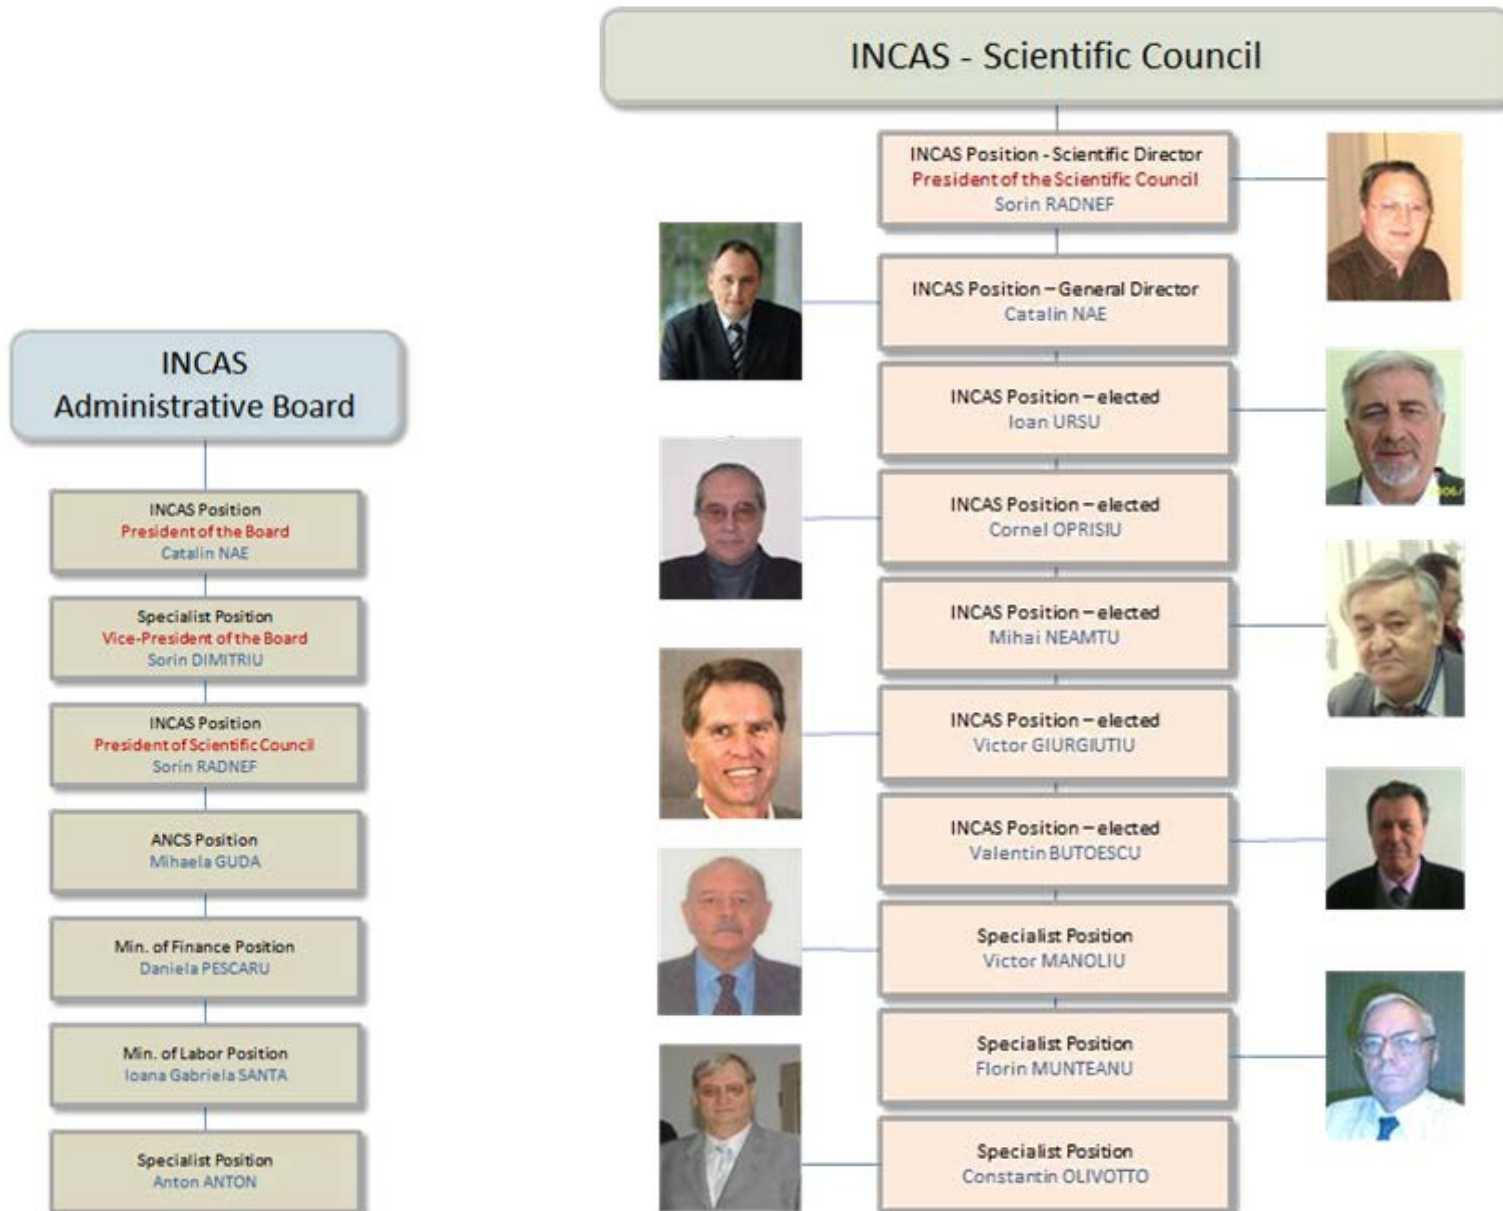 INCAS - Scientific Council
INCAS Position - Scientific Director
President of the Scientific Council
Sorin RADNEF
INCAS Position – General Director
Catalin NAE
INCAS Position – elected
Ioan URSU
INCAS Position – elected
Cornel OPRISIU
INCAS Position – elected
Mihai NEAMTU
INCAS Position – elected
Victor GIURGIUTIU
INCAS Position – elected
Valentin BUTOESCU
Specialist Position
Victor MANOLIU
Specialist Position
Florin MUNTEANU
Specialist Position
Constantin OLIVOTTO
INCAS
Administrative Board
INCAS Position
President of the Board
Catalin NAE
Specialist Position
Vice-President of the Board
Sorin DIMITRIU
INCAS Position
President of Scientific Council
Sorin RADNEF
ANCS Position
Mihaela GUDA
Min. of Finance Position
Daniela PESCARU
Min. of Labor Position
Ioana Gabriela SANTA
Specialist Position
Anton ANTON